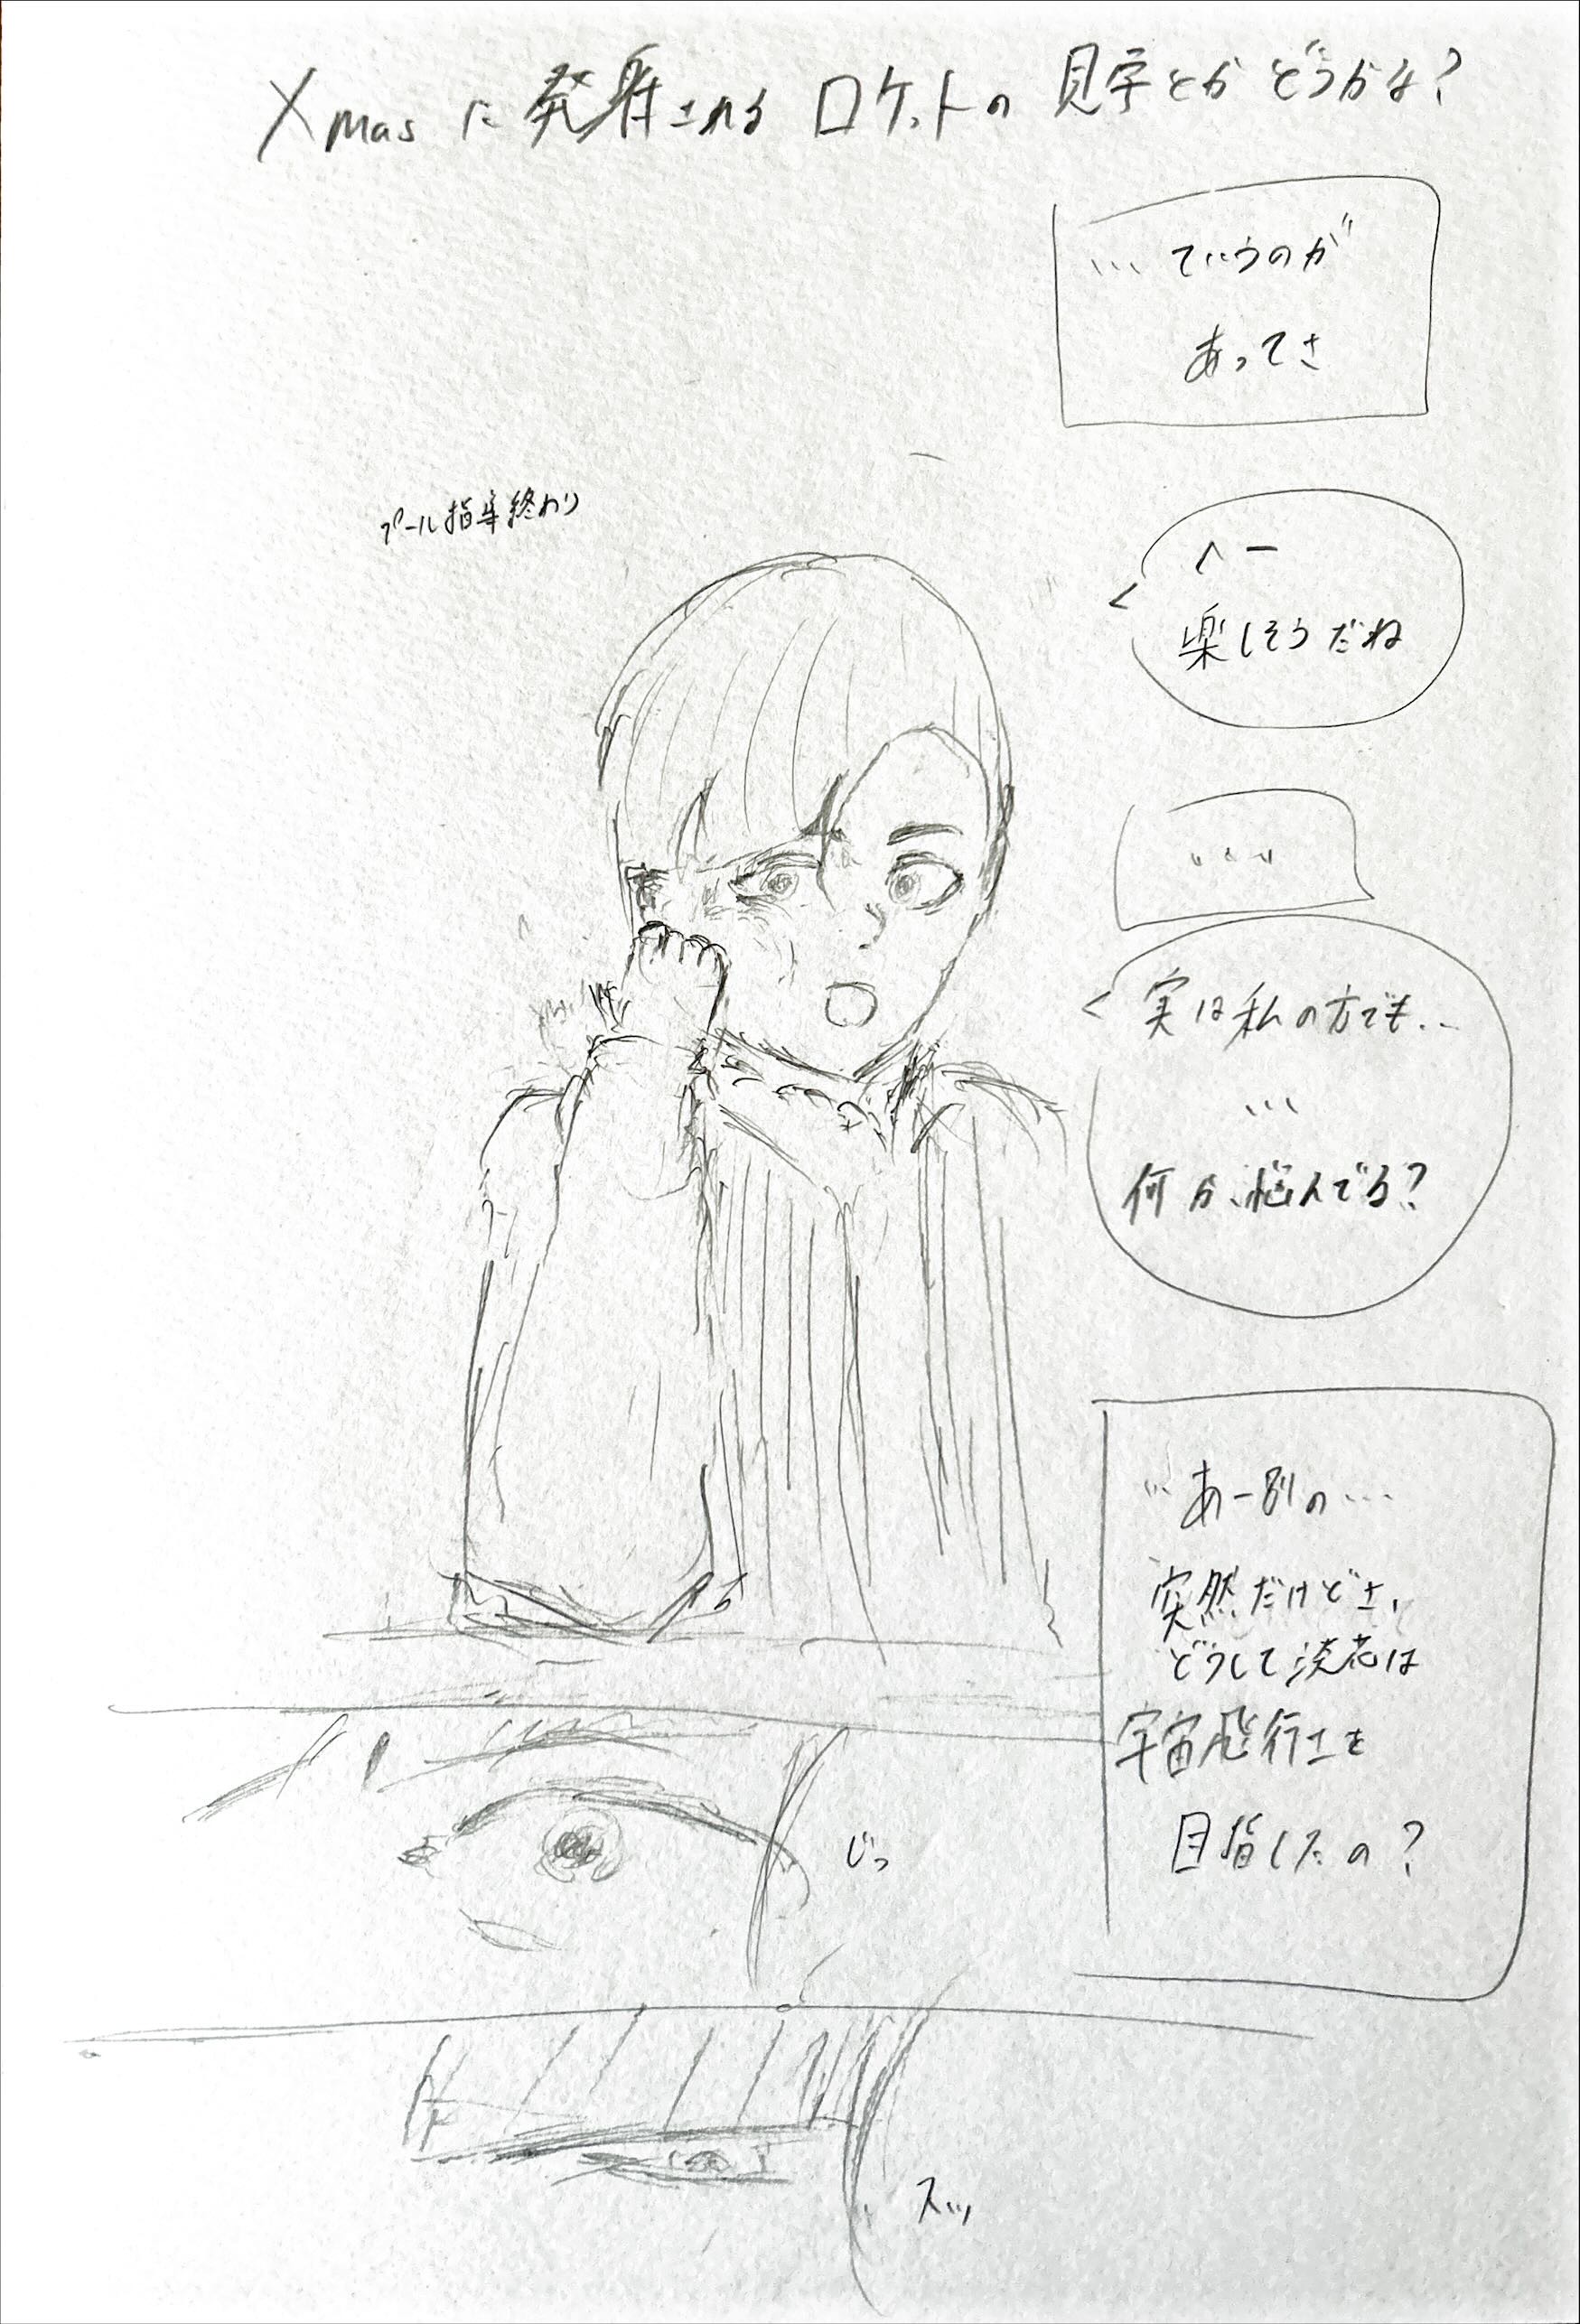 Xmasに発射されるロケットの見学とかどうかな?
…ていうのが
あってさ
プール指導終わり
へー
楽しそうだね
...
実は私の方でも…
…
何か悩んでる?
…あー別の…
突然だけどさ、
どうして は
宇宙飛行士を
目指したの?
じっ
スッ